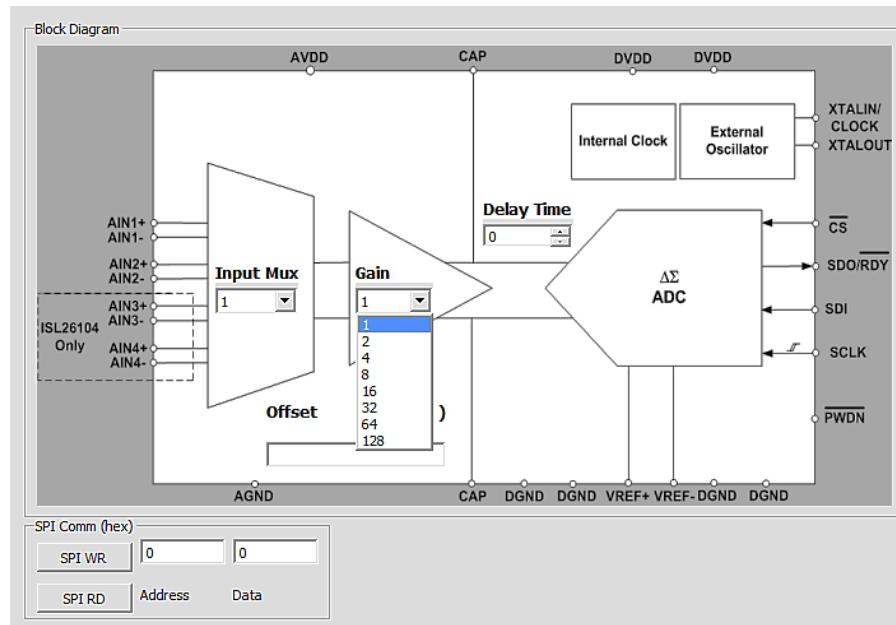 Block Diagram
AVDD
CAP
DVDD
DVDD
XTALIN/
CLOCK
XTALOUT
Internal Clock
External
Oscillator
AIN1+
AIN1-
AIN2+
AIN2-
AIN3+
AIN3-
AIN4+
AIN4-
ISL26104
Only
Input Mux
1
Gain
1
1
2
4
8
16
32
64
128
Delay Time
0
ΔΣ
ADC
CS
SDO/RDY
SDI
SCLK
PWDN
Offset )
AGND
CAP
DGND
DGND
VREF+
VREF-
DGND
DGND
SPI Comm (hex)
SPI WR
0
0
SPI RD
Address
Data